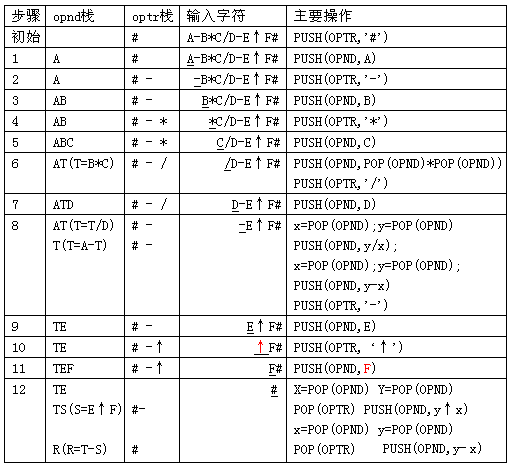 步骤 opnd栈 optr栈 输入字符 主要操作
初始 # A-B*C/D-E↑F# PUSH(OPTR,'#')
1 A # A-B*C/D-E↑F# PUSH(OPND,A)
2 A # - -B*C/D-E↑F# PUSH(OPTR,'-')
3 AB # - B*C/D-E↑F# PUSH(OPND,B)
4 AB # - * *C/D-E↑F# PUSH(OPTR,'*')
5 ABC # - * C/D-E↑F# PUSH(OPND,C)
6 AT(T=B*C) # - / /D-E↑F# PUSH(OPND,POP(OPND)*POP(OPND))
PUSH(OPTR,'/')
7 ATD # - / D-E↑F# PUSH(OPND,D)
8 AT(T=T/D) # - -E↑F# x=POP(OPND);y=POP(OPND)
T(T=A-T) # - PUSH(OPND,y/x);
x=POP(OPND);y=POP(OPND);
PUSH(OPND,y-x)
PUSH(OPTR,'-')
9 TE # - E↑F# PUSH(OPND,E)
10 TE # -↑ ↑F# PUSH(OPTR, ‘↑’)
11 TEF # -↑ F# PUSH(OPND,F)
12 TE # X=POP(OPND) Y=POP(OPND)
TS(S=E↑F) #- POP(OPTR) PUSH(OPND,y↑x)
x=POP(OPND) y=POP(OPND)
R(R=T-S) # POP(OPTR) PUSH(OPND,y-x)